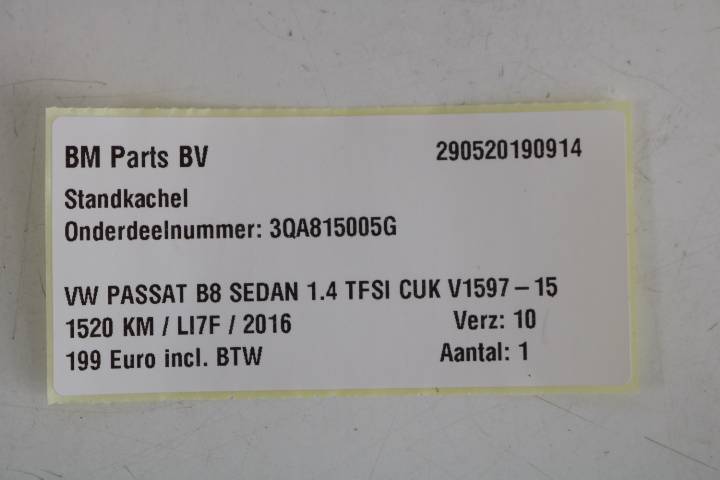 BM Parts BV 290520190914
Standkachel
Onderdeelnummer: 3QA815005G
VW PASSAT B8 SEDAN 1.4 TFSI CUK V1597-15
1520 KM / LI7F / 2016 Verz: 10
199 Euro incl. BTW Aantal: 1